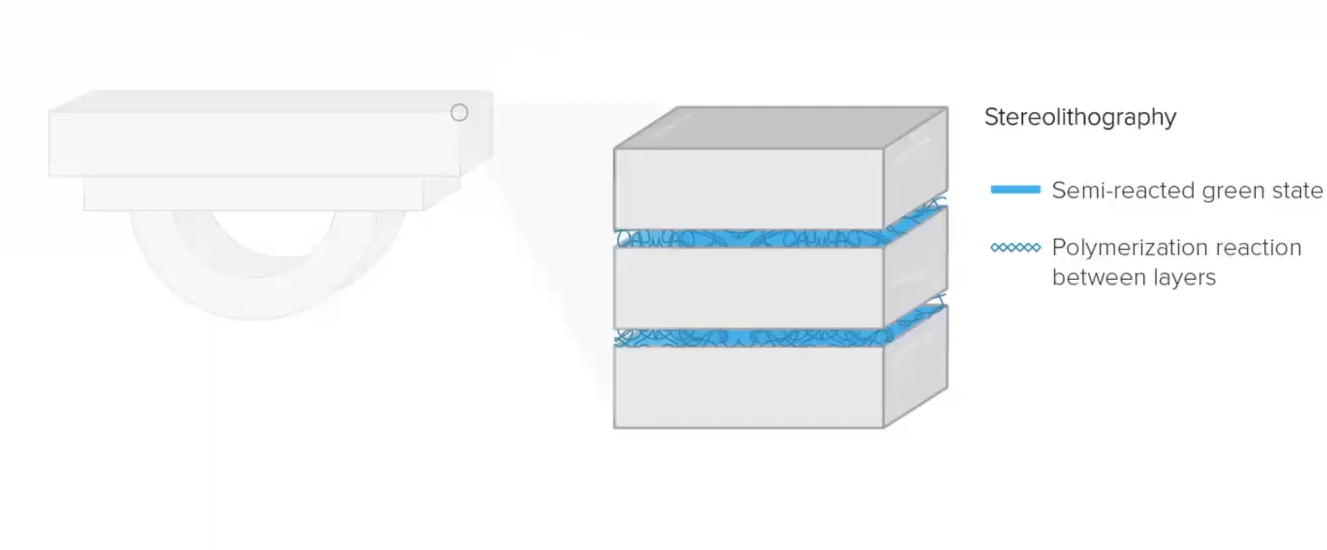 Stereolithography
Semi-reacted green state
Polymerization reaction
between layers